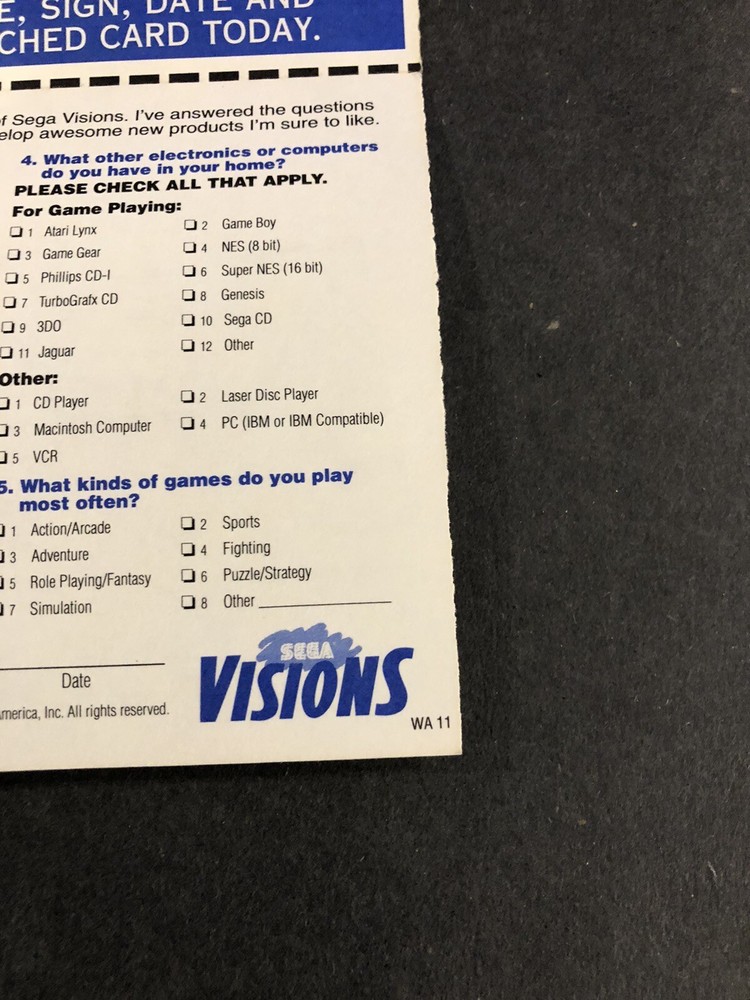 SIGN, DATE AND
CARD TODAY.
of Sega Visions. I've answered the questions
awesome new products I'm sure to like.
4. What other electronics or computers
do you have in your home?
PLEASE CHECK ALL THAT APPLY.
For Game Playing:
1 Atari Lynx 2 Game Boy
3 Game Gear 4 NES (8 bit)
5 Phillips CD-I 6 Super NES (16 bit)
7 TurboGrafx CD 8 Genesis
9 3DO 10 Sega CD
11 Jaguar 12 Other
Other:
1 CD Player 2 Laser Disc Player
3 Macintosh Computer 4 PC (IBM or IBM Compatible)
5 VCR
5. What kinds of games do you play
most often?
1 Action/Arcade 2 Sports
3 Adventure 4 Fighting
5 Role Playing/Fantasy 6 Puzzle/Strategy
7 Simulation 8 Other
SEGA
VISIONS
Date
America, Inc. All rights reserved.
WA 11